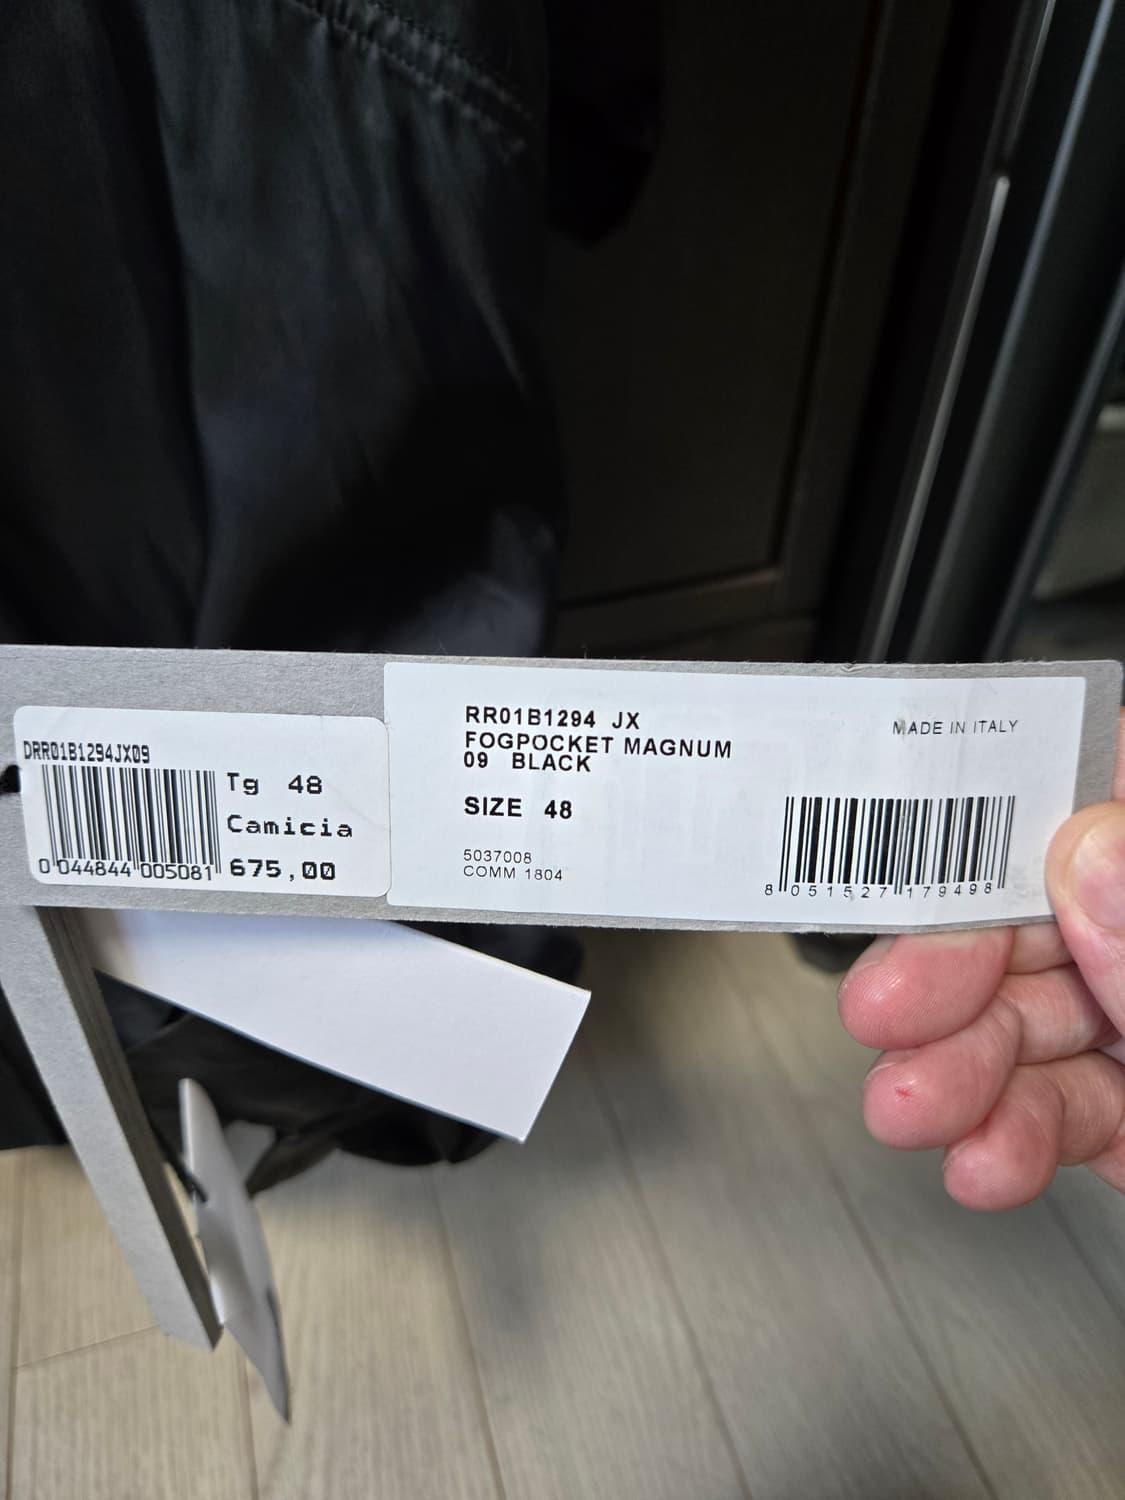 DRR01B1294JX09
Tg 48
Camicia
675,00
0 044844 005081
RR01B1294 JX
FOGPOCKET MAGNUM
09 BLACK
SIZE 48
5037008
COMM 1804
MADE IN ITALY
8 051527 179498